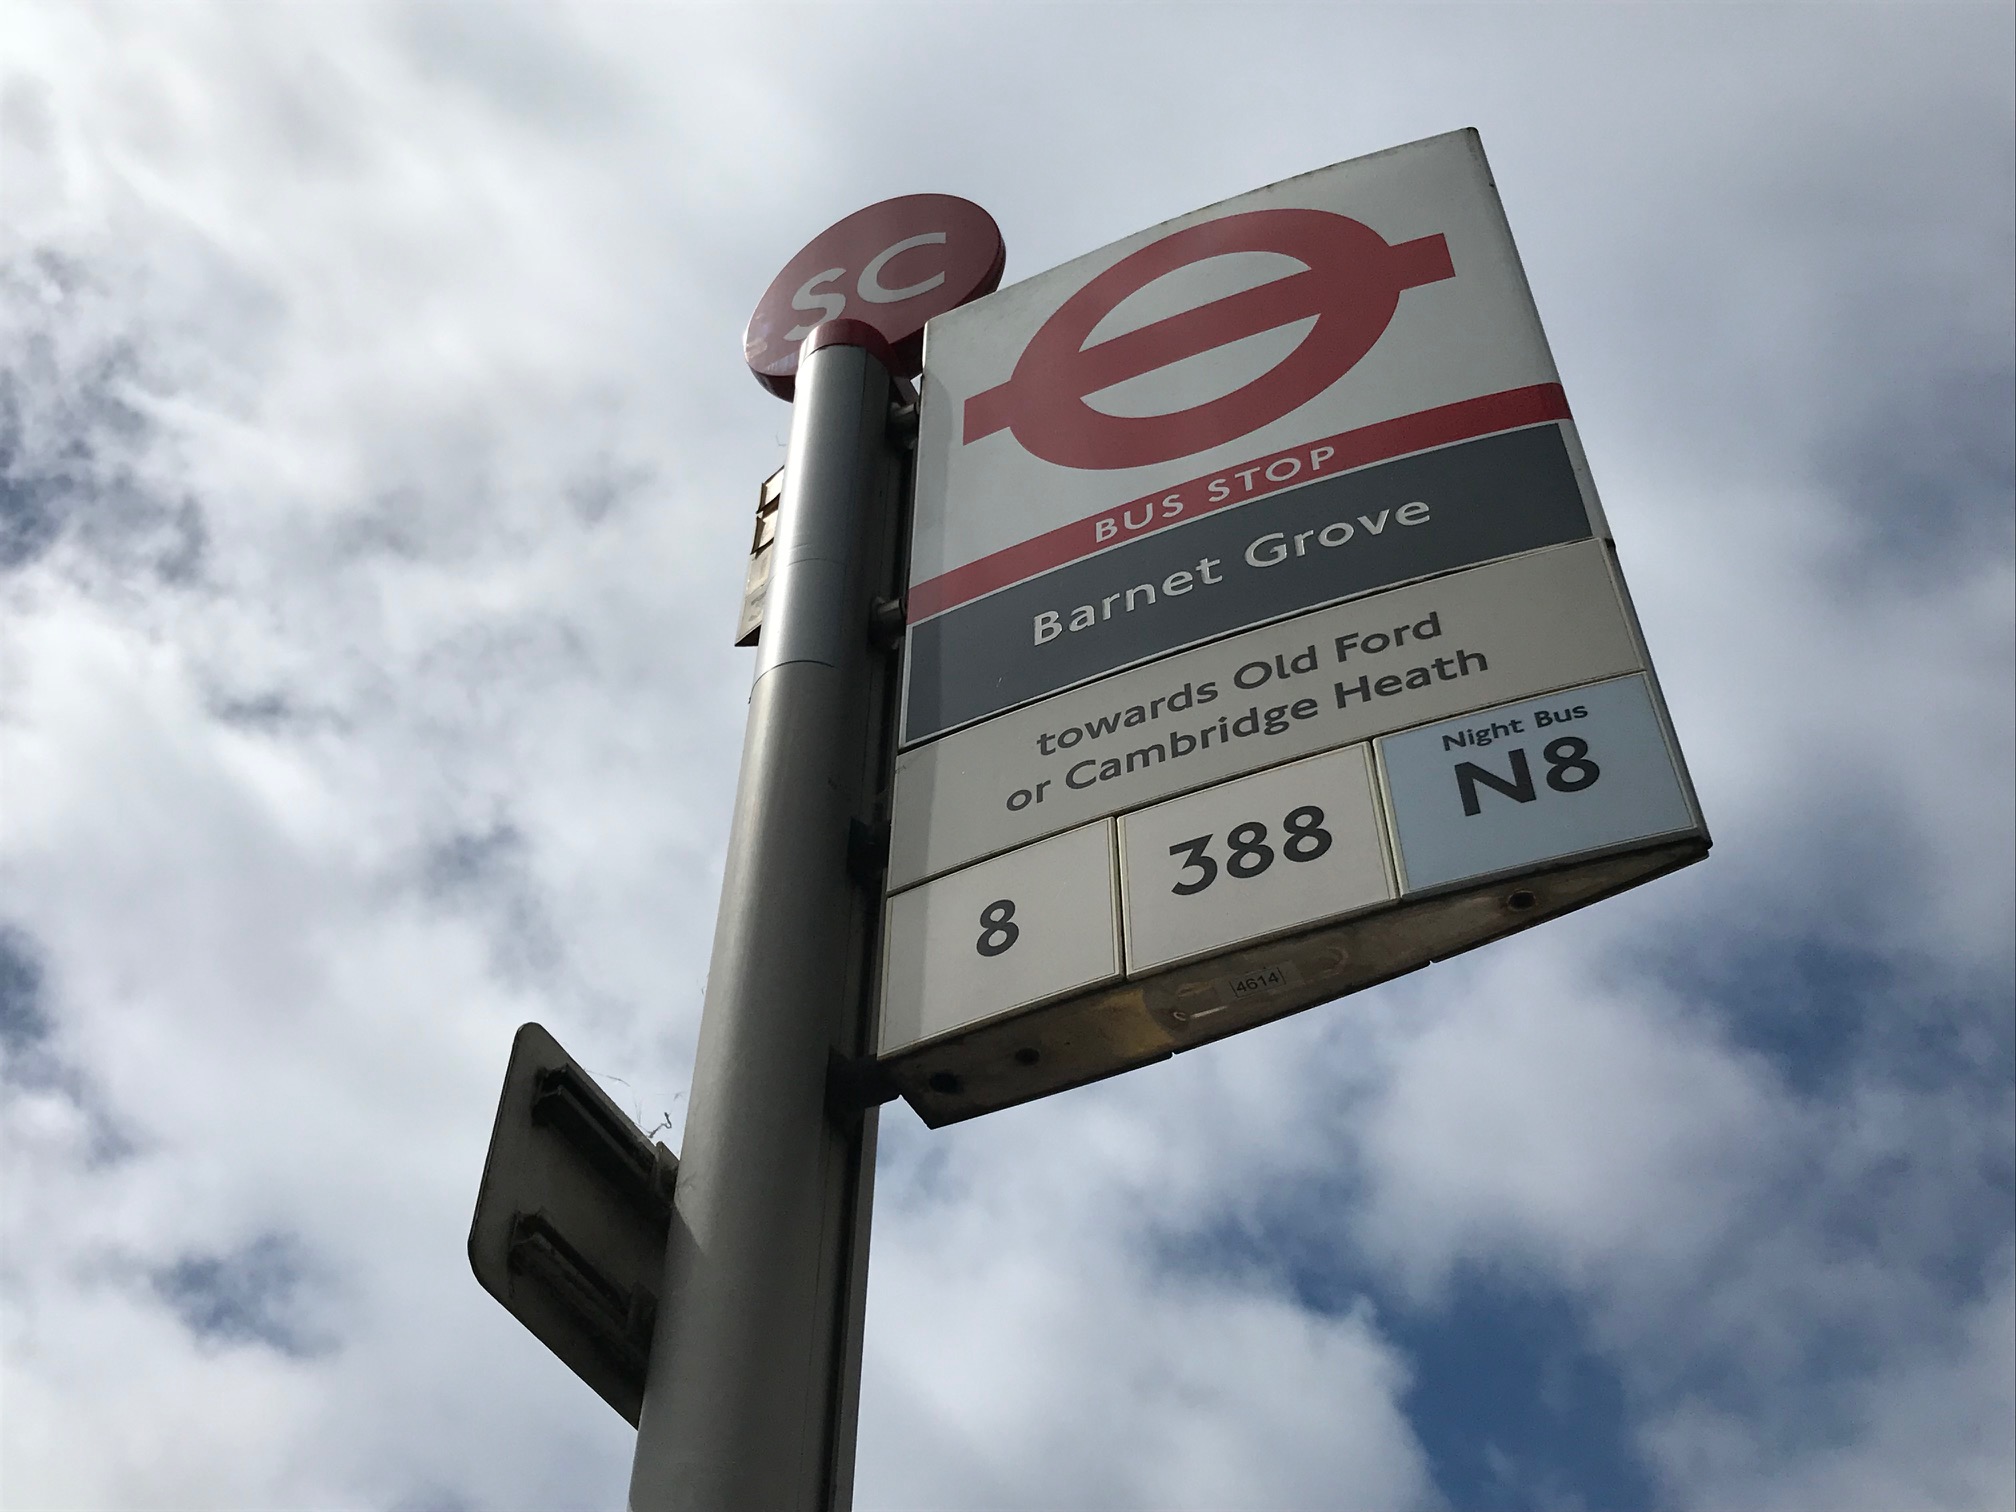 SC
BUS STOP
Barnet Grove
towards Old Ford
or Cambridge Heath
Night Bus
8
388
N8
4614